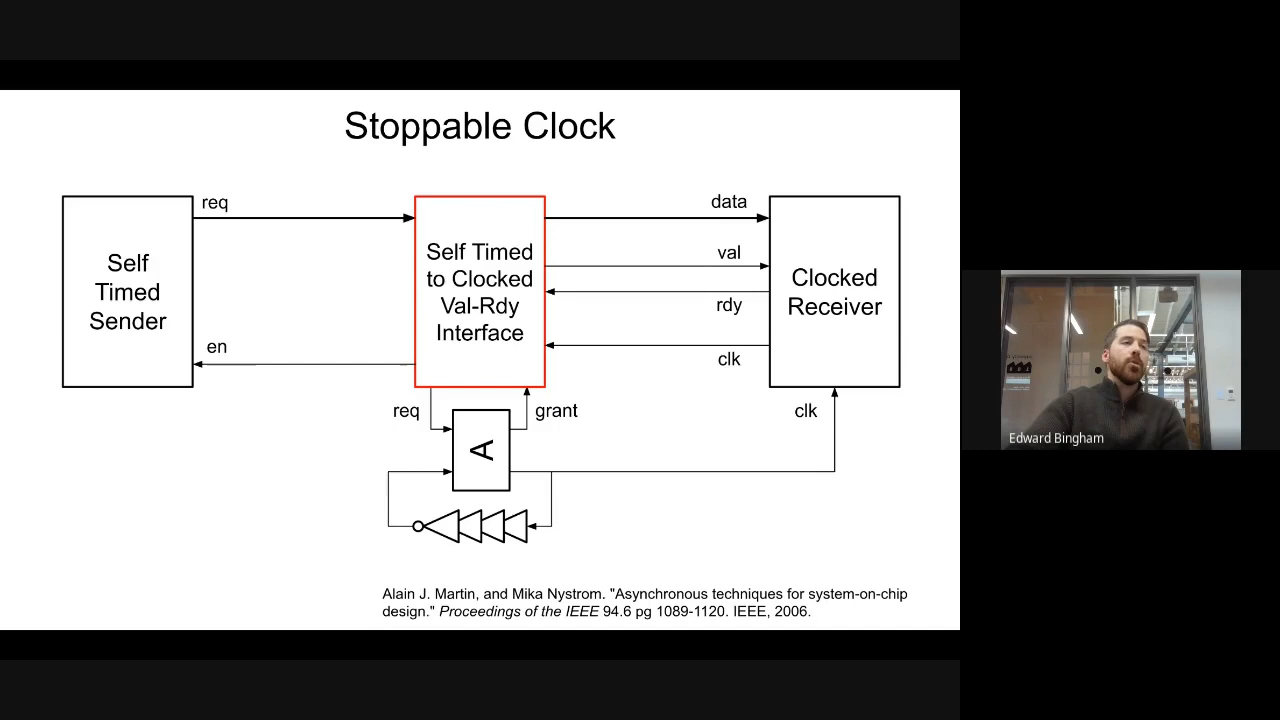 Stoppable Clock
req
data
Self
Timed
Sender
Self Timed
to Clocked
Val-Rdy
Interface
val
Clocked
Receiver
rdy
en
clk
req
grant
clk
A
Edward Bingham
Alain J. Martin, and Mika Nystrom. "Asynchronous techniques for system-on-chip
design." Proceedings of the IEEE 94.6 pg 1089-1120. IEEE, 2006.